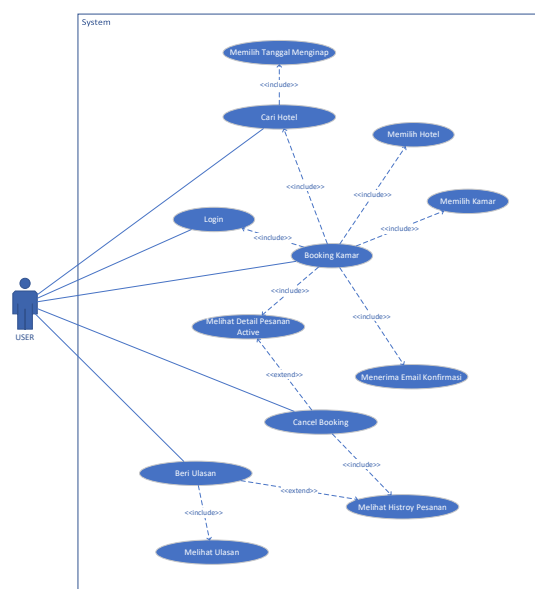 System
Memilih Tanggal Menginap
<<include>>
Cari Hotel
Memilih Hotel
<<include>>
<<include>>
Memilih Kamar
Login
<<include>>
<<include>>
Booking Kamar
<<include>>
<<include>>
USER
Melihat Detail Pesanan
Active
<<extend>>
Menerima Email Konfirmasi
Cancel Booking
<<include>>
Beri Ulasan
<<extend>>
Melihat Histroy Pesanan
<<include>>
Melihat Ulasan